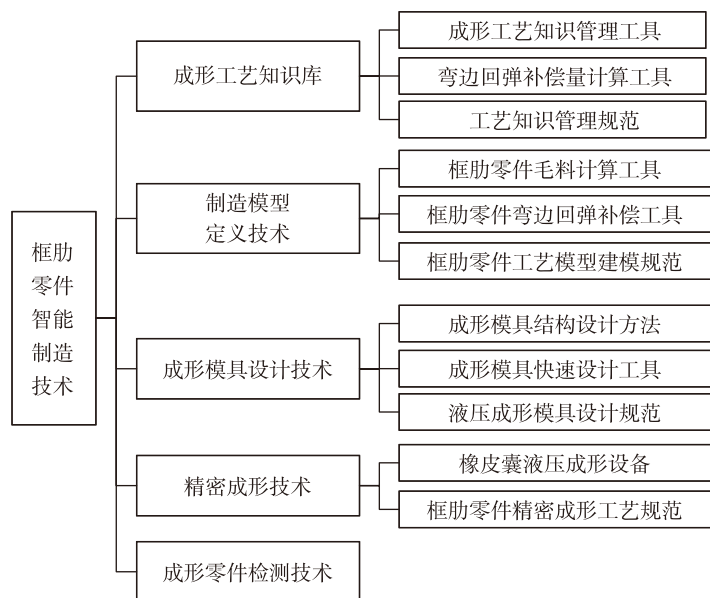 框肋
零件
智能
制造
技术
成形工艺知识库
成形工艺知识管理工具
弯边回弹补偿量计算工具
工艺知识管理规范
制造模型
定义技术
框肋零件毛料计算工具
框肋零件弯边回弹补偿工具
框肋零件工艺模型建模规范
成形模具设计技术
成形模具结构设计方法
成形模具快速设计工具
液压成形模具设计规范
精密成形技术
橡皮囊液压成形设备
框肋零件精密成形工艺规范
成形零件检测技术